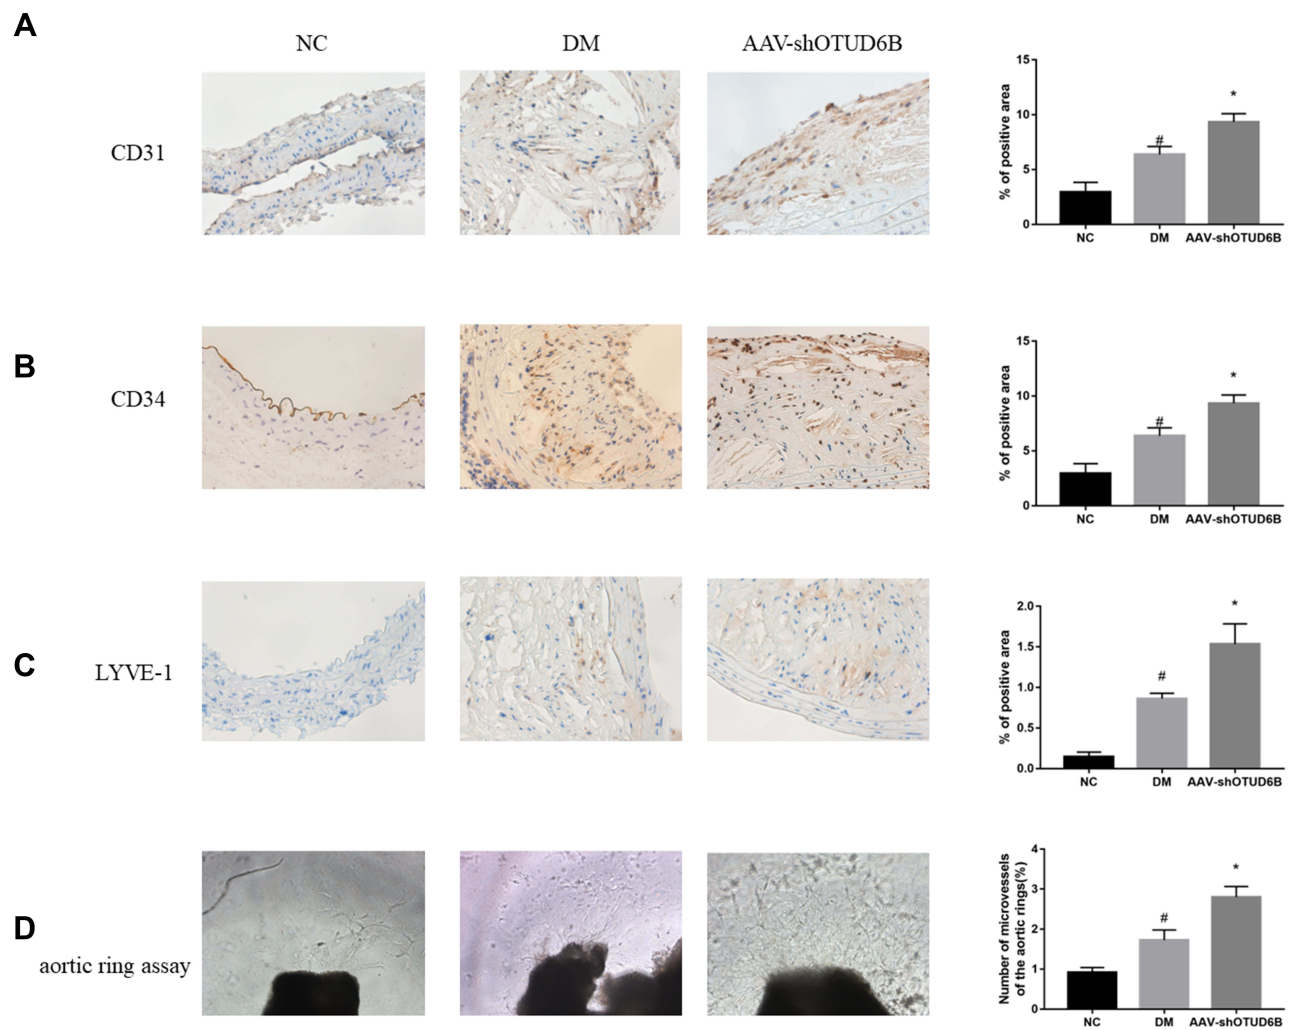 A
NC
DM
AAV-shOTUD6B
CD31
% of positive area
15
10
5
0
#
*
NC
DM
AAV-shOTUD6B
B
CD34
% of positive area
15
10
5
0
#
*
NC
DM
AAV-shOTUD6B
C
LYVE-1
% of positive area
2.0
1.5
1.0
0.5
0.0
#
*
NC
DM
AAV-shOTUD6B
D
aortic ring assay
Number of microvessels
of the aortic rings(%)
4
3
2
1
0
#
*
NC
DM
AAV-shOTUD6B